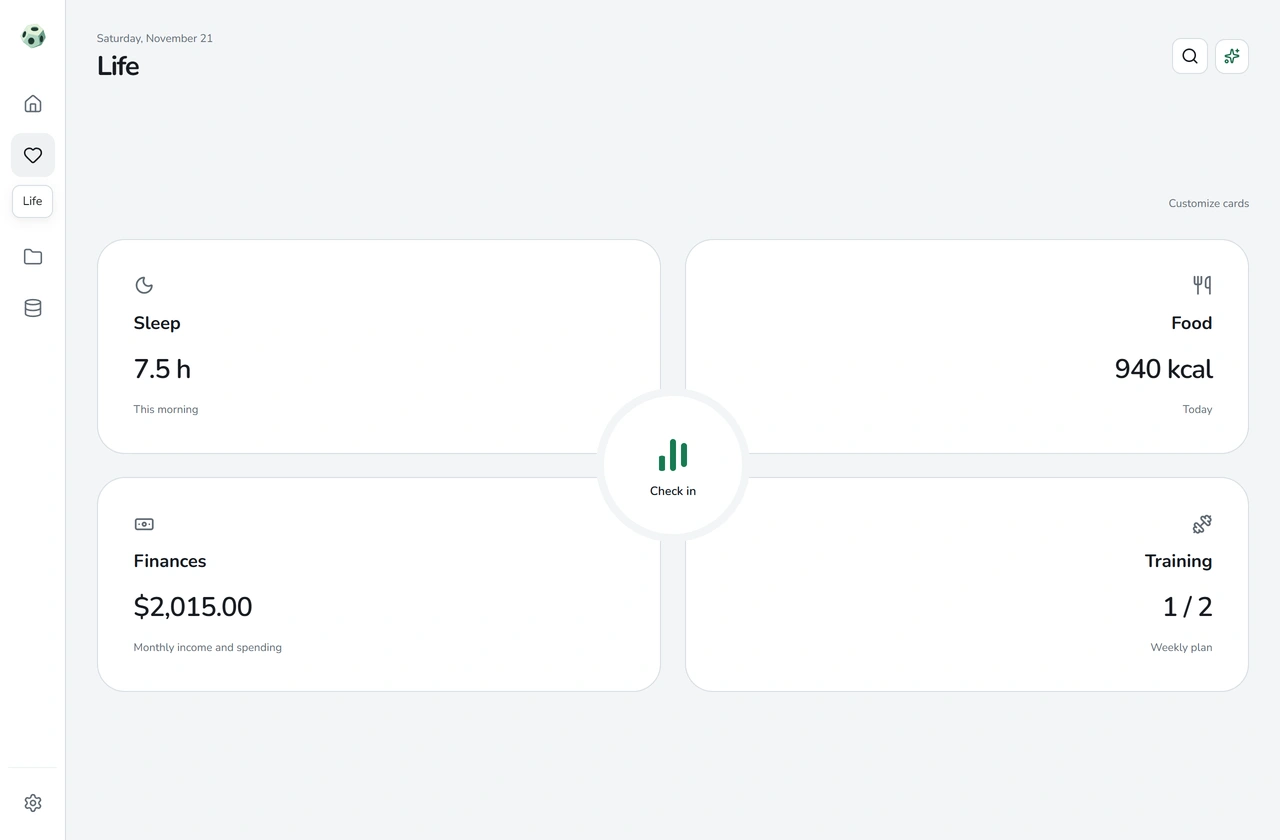 Saturday, November 21
Life
Life
Customize cards
Sleep
7.5 h
This morning
Food
940 kcal
Today
Check in
Finances
$2,015.00
Monthly income and spending
Training
1 / 2
Weekly plan